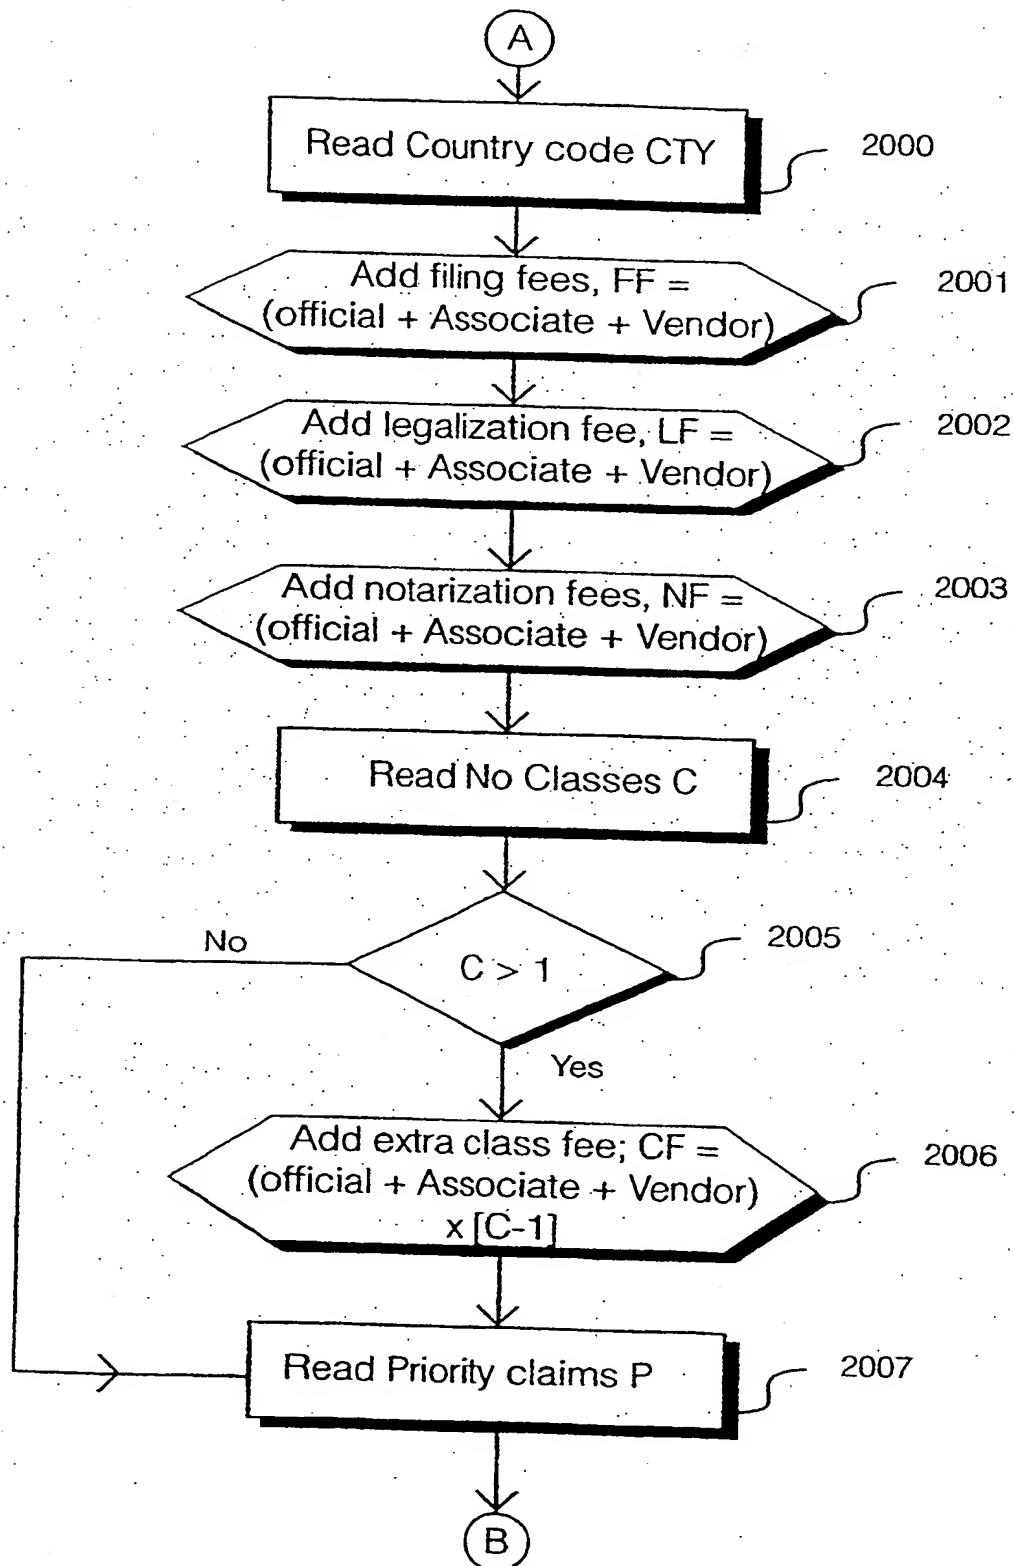 A
Read Country code CTY
2000
Add filing fees, FF =
(official + Associate + Vendor)
2001
Add legalization fee, LF =
(official + Associate + Vendor)
2002
Add notarization fees, NF =
(official + Associate + Vendor)
2003
Read No Classes C
2004
No
C > 1
2005
Yes
Add extra class fee; CF =
(official + Associate + Vendor)
x [C-1]
2006
Read Priority claims P
2007
B